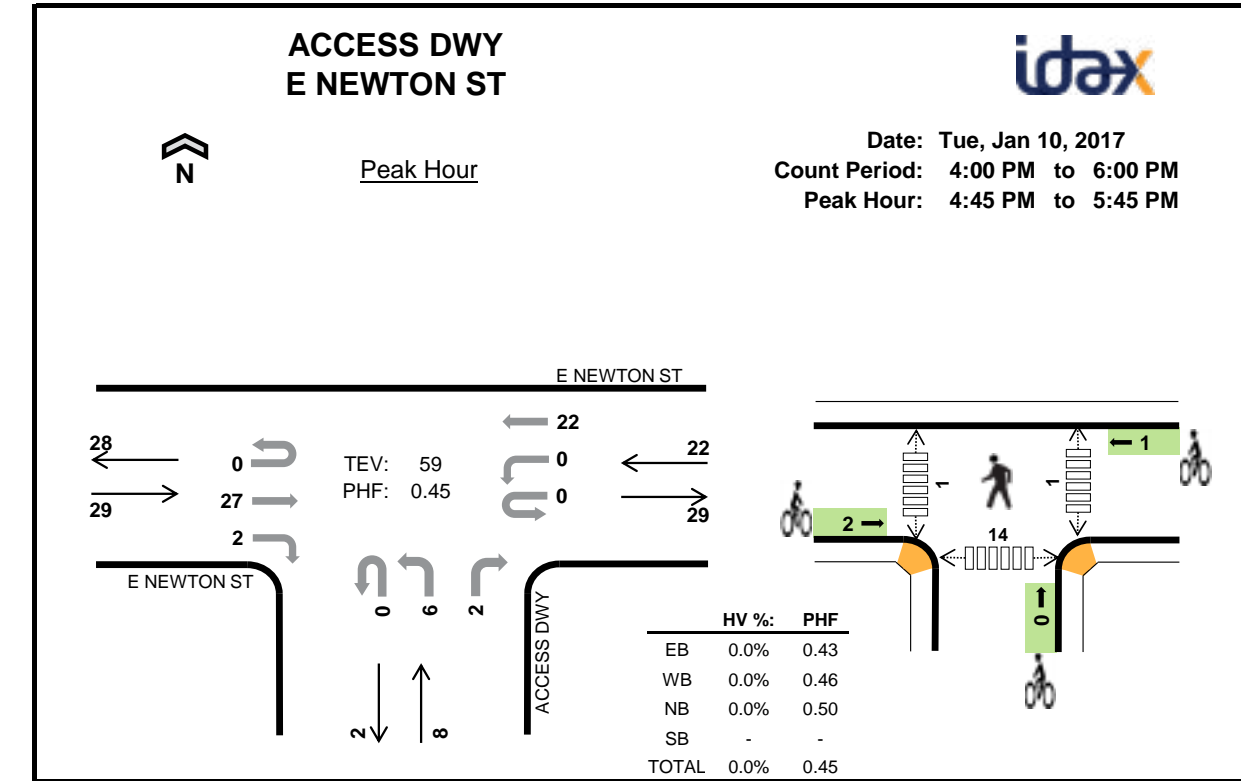 ACCESS DWY
E NEWTON ST
idax
N
Peak Hour
Date: Tue, Jan 10, 2017
Count Period: 4:00 PM to 6:00 PM
Peak Hour: 4:45 PM to 5:45 PM
E NEWTON ST
22
28
0
TEV: 59
0
22
29
27
PHF: 0.45
0
29
2
E NEWTON ST
0
6
2
ACCESS DWY
2
8
1
1
1
2
14
0
HV %: PHF
EB 0.0% 0.43
WB 0.0% 0.46
NB 0.0% 0.50
SB - -
TOTAL 0.0% 0.45